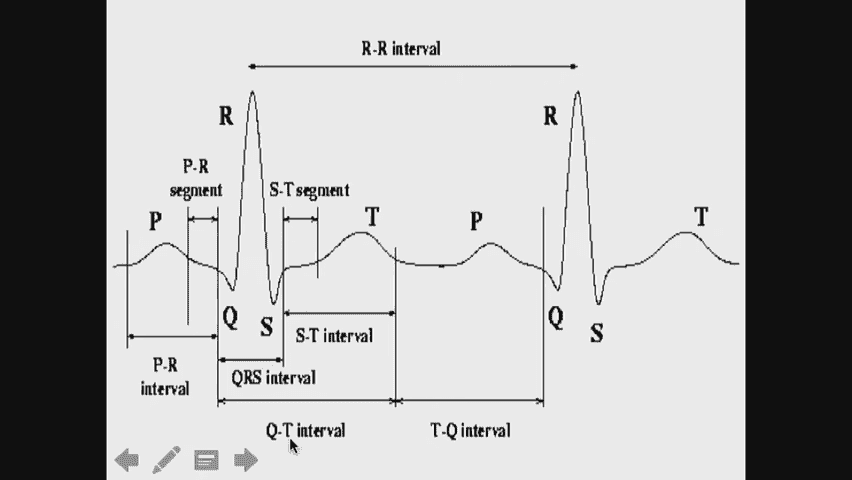 R-R interval
R
R
P-R
segment
S-T segment
P
T
P
T
Q
S
Q
S
S-T interval
P-R
interval
QRS interval
Q-T interval
T-Q interval